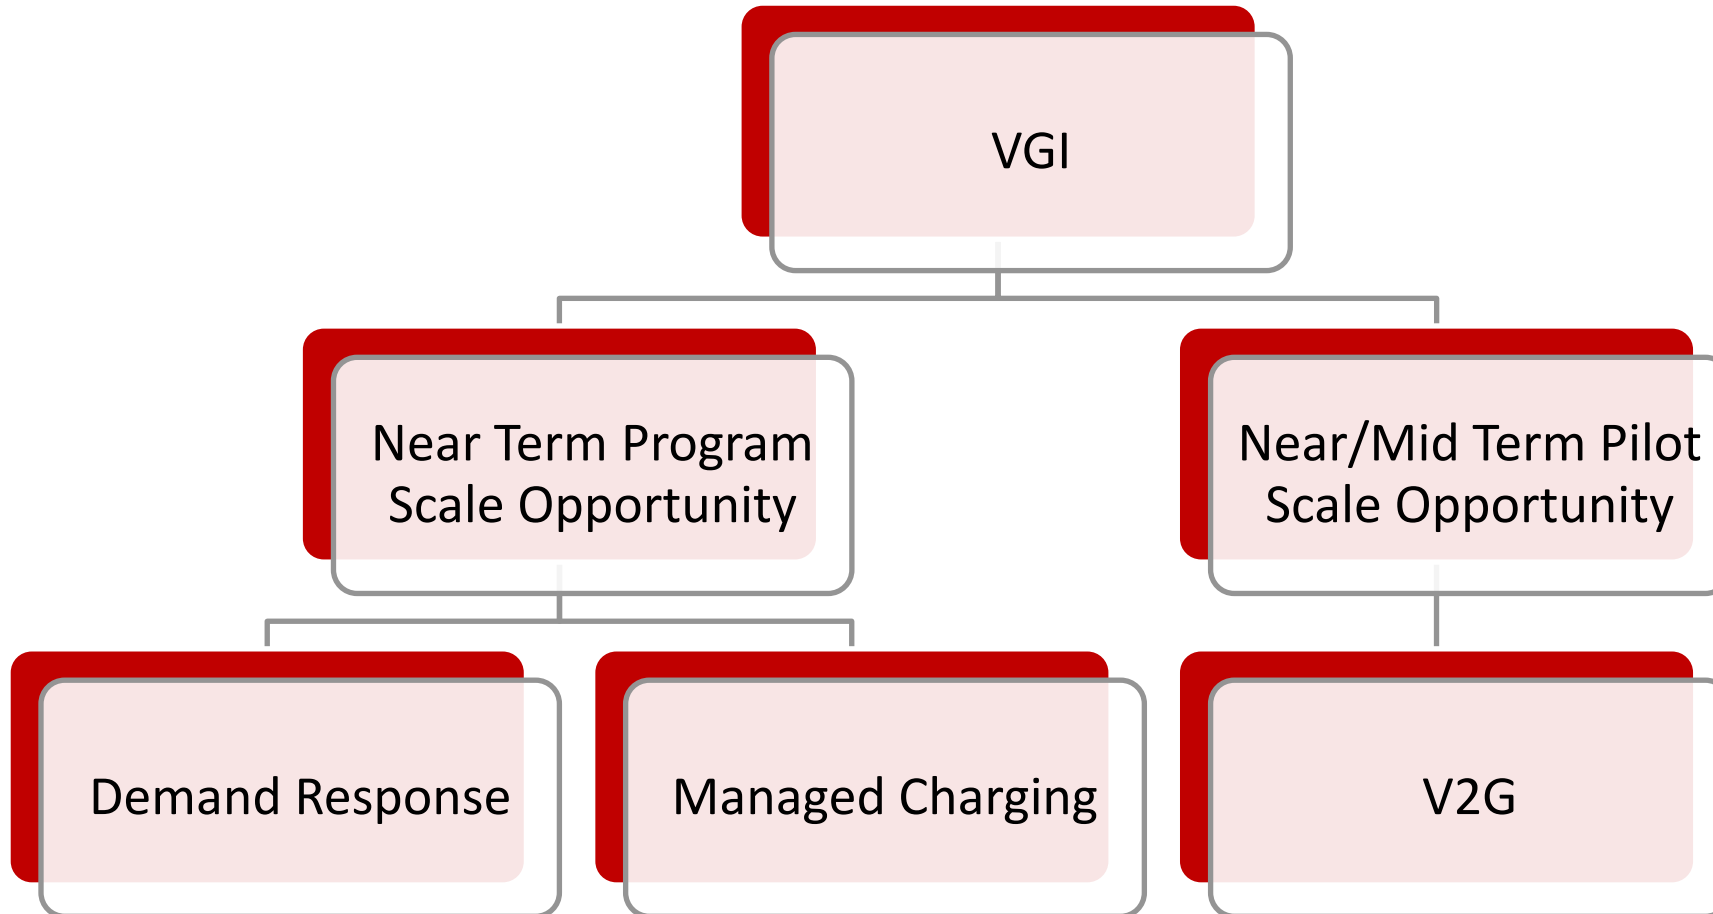 VGI
Near Term Program
Scale Opportunity
Near/Mid Term Pilot
Scale Opportunity
Demand Response
Managed Charging
V2G